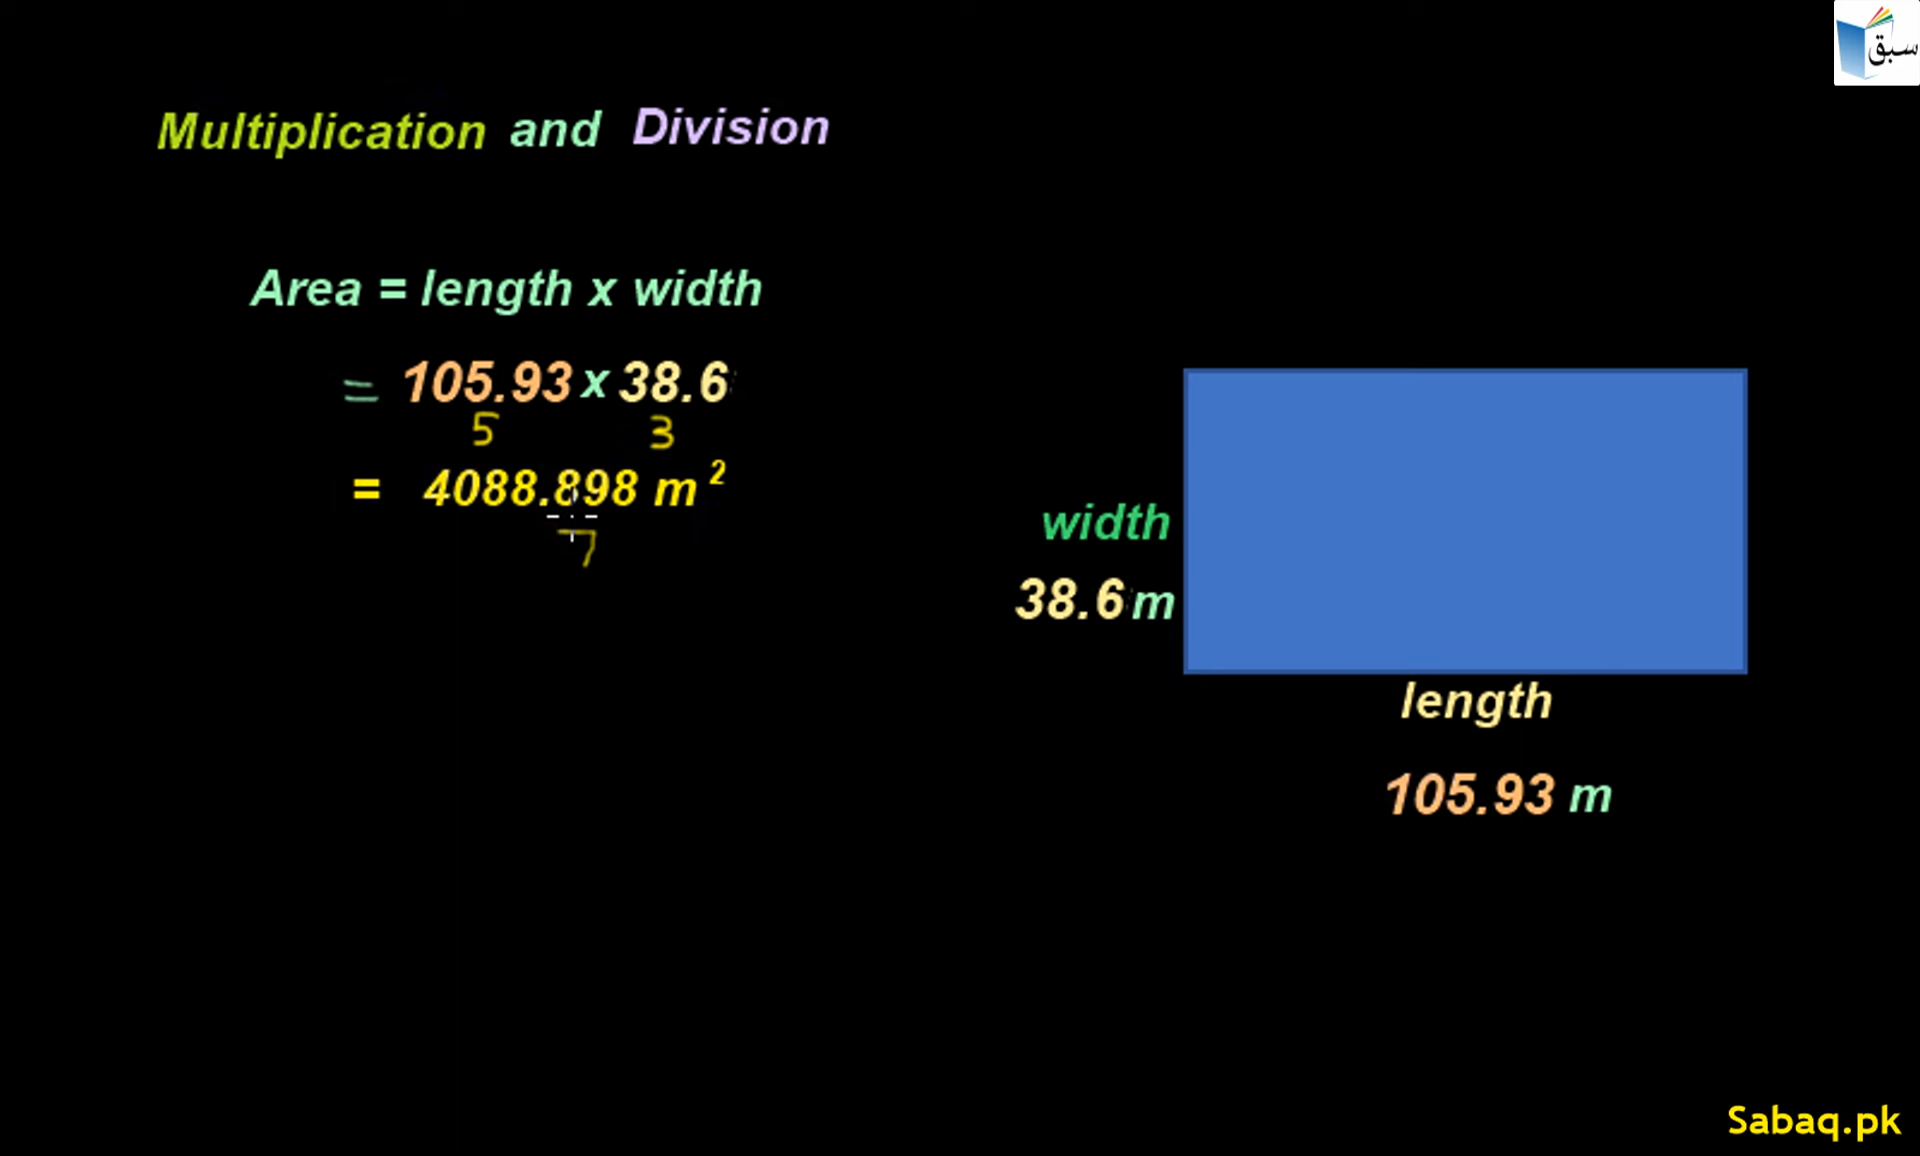 سبق
Multiplication and Division
Area = length x width
= 105.93 x 38.6
5 3
= 4088.898 m²
7
width
38.6 m
length
105.93 m
Sabaq.pk